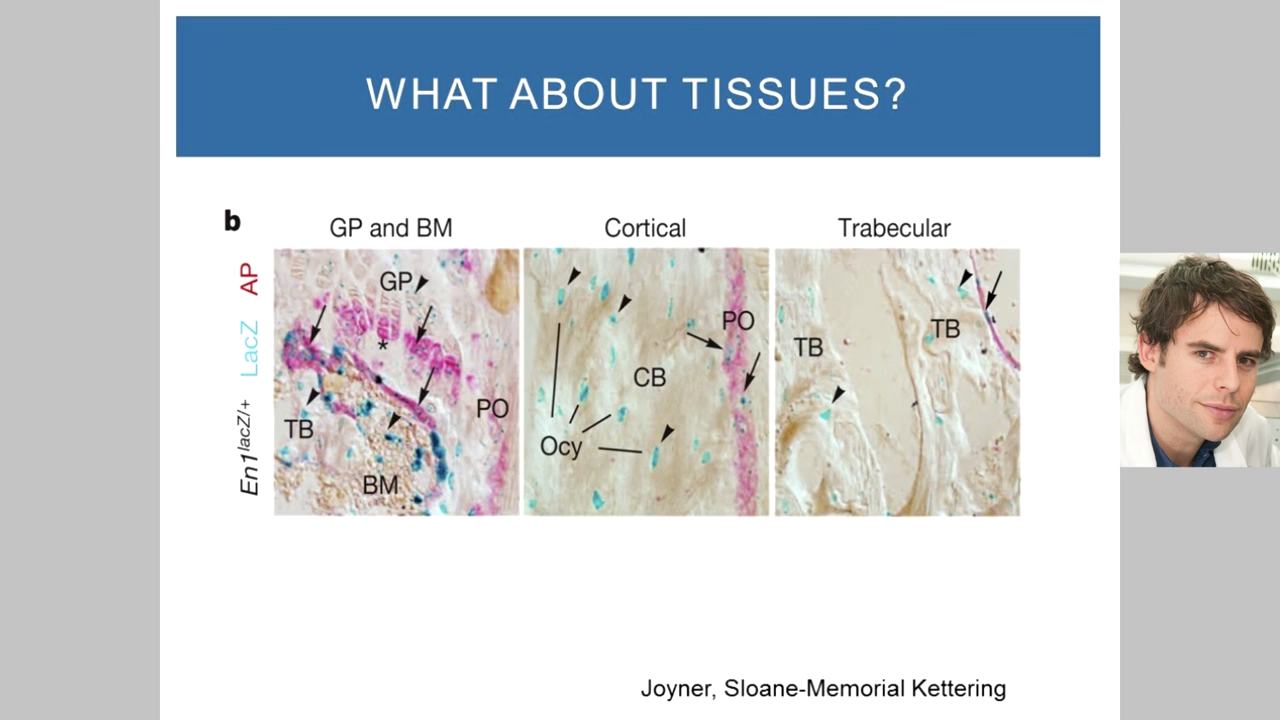 WHAT ABOUT TISSUES?
b
GP and BM
Cortical
Trabecular
En1lacZ/+ LacZ AP
GP
*
TB
PO
BM
PO
CB
Ocy
TB
TB
Joyner, Sloane-Memorial Kettering